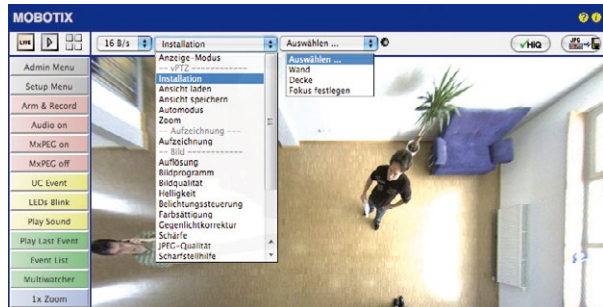 MOBOTIX
LIVE
16 B/s
Installation
Auswählen ...
HiQ
JPG
Admin Menu
Setup Menu
Arm & Record
Audio on
MxPEG on
MxPEG off
UC Event
LEDs Blink
Play Sound
Play Last Event
Event List
Multiwatcher
1x Zoom
Anzeige-Modus
-- vPTZ ------------
Installation
Ansicht laden
Ansicht speichern
Automodus
Zoom
-- Aufzeichnung ----
Aufzeichnung
-- Bild ------------
Auflösung
Bildprogramm
Bildqualität
Helligkeit
Belichtungssteuerung
Farbsättigung
Gegenlichtkorrektur
Schärfe
JPEG-Qualität
Scharfstellhilfe
Auswählen ...
Wand
Decke
Fokus festlegen